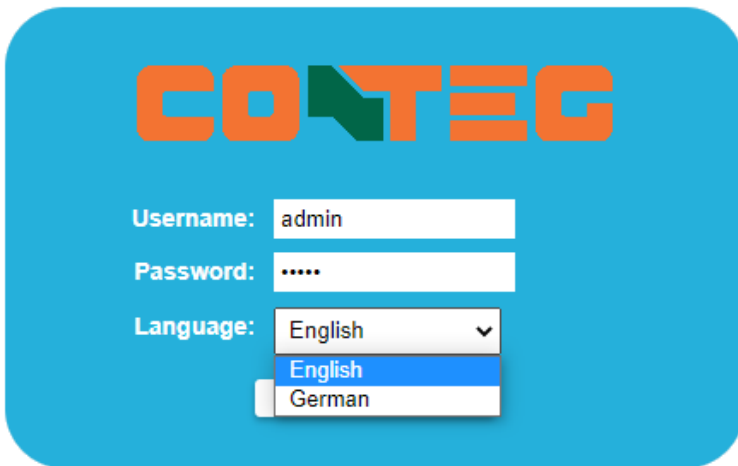 CONTEG
Username: admin
Password: •••••
Language: English
English
German